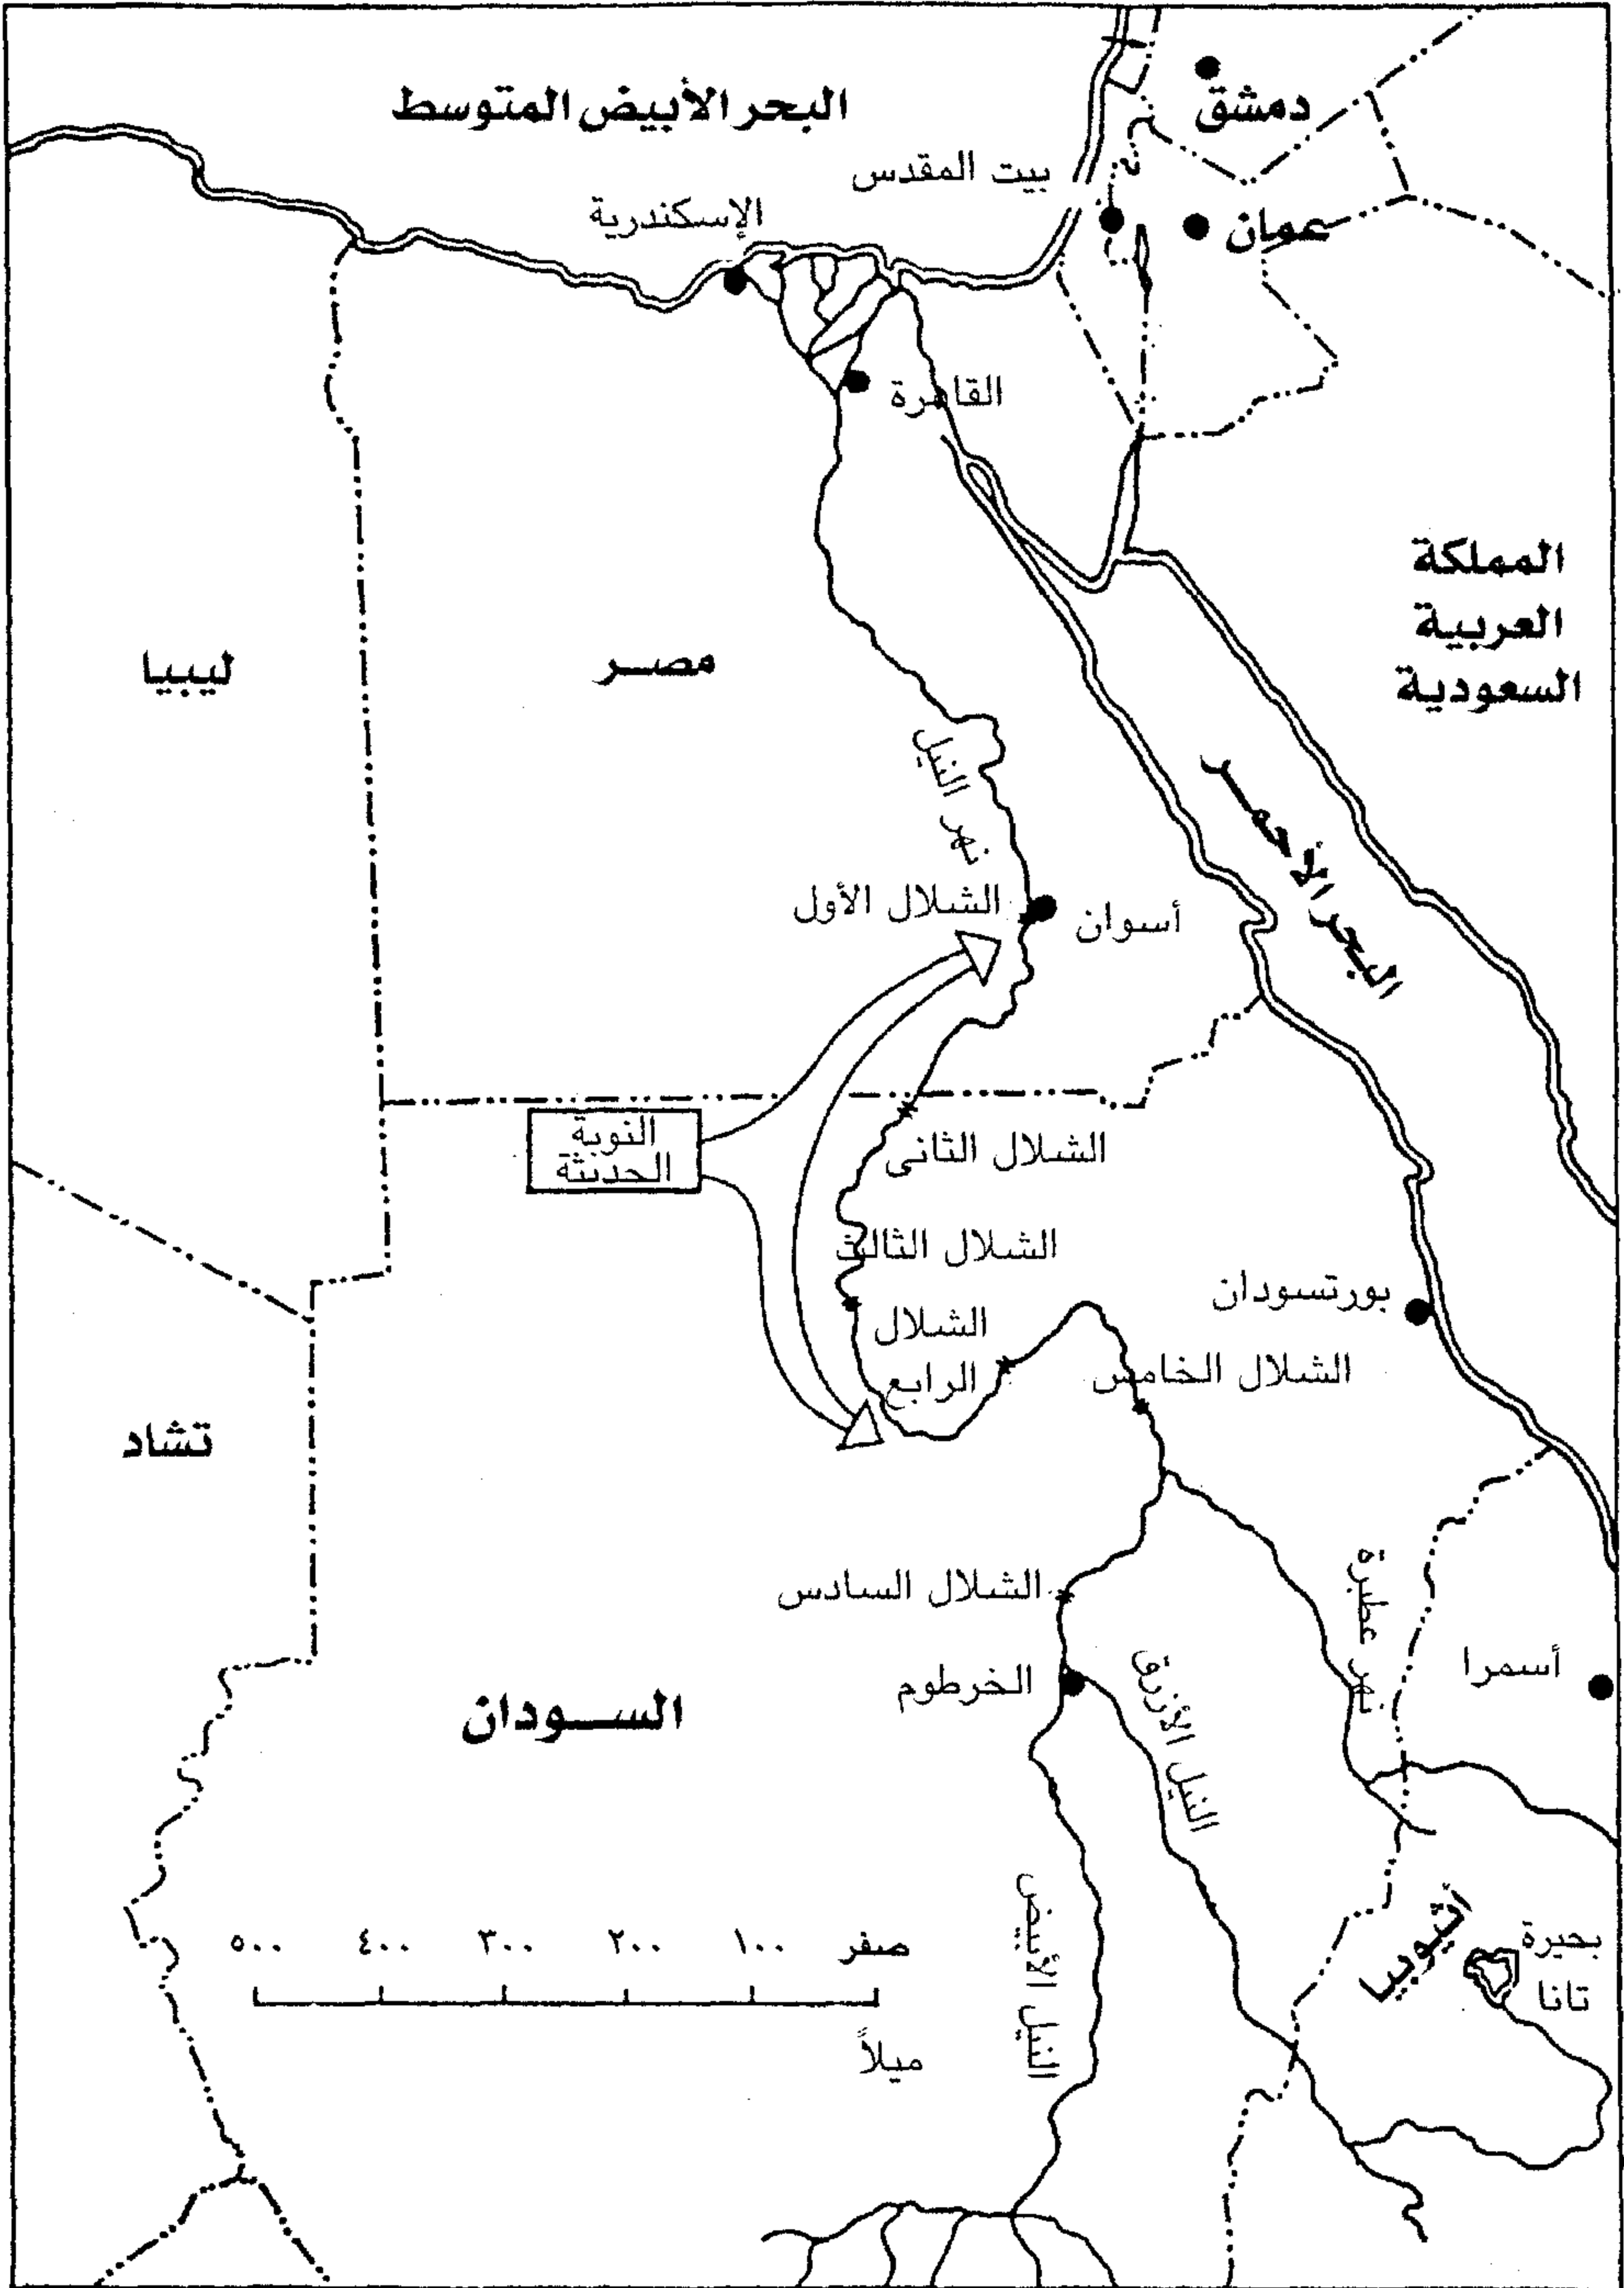 البحر الأبيض المتوسط
دمشق
بيت المقدس
الإسكندرية
عمان
القاهرة
المملكة
العربية
السعودية
ليبيا
مصـر
نهر النيل
البحر الأحمر
الشلال الأول
أسوان
النوبة
الحديثة
الشلال الثانى
الشلال الثالث
بورتسودان
الشلال
الرابع
الشلال الخامس
تشاد
الشلال السادس
نهر عطبرة
أسمرا
الخرطوم
النيل الأزرق
الســودان
النيل الأبيض
أثيوبيا
بحيرة
تانا
صفر ١٠٠ ٢٠٠ ٣٠٠ ٤٠٠ ٥٠٠
ميلاً